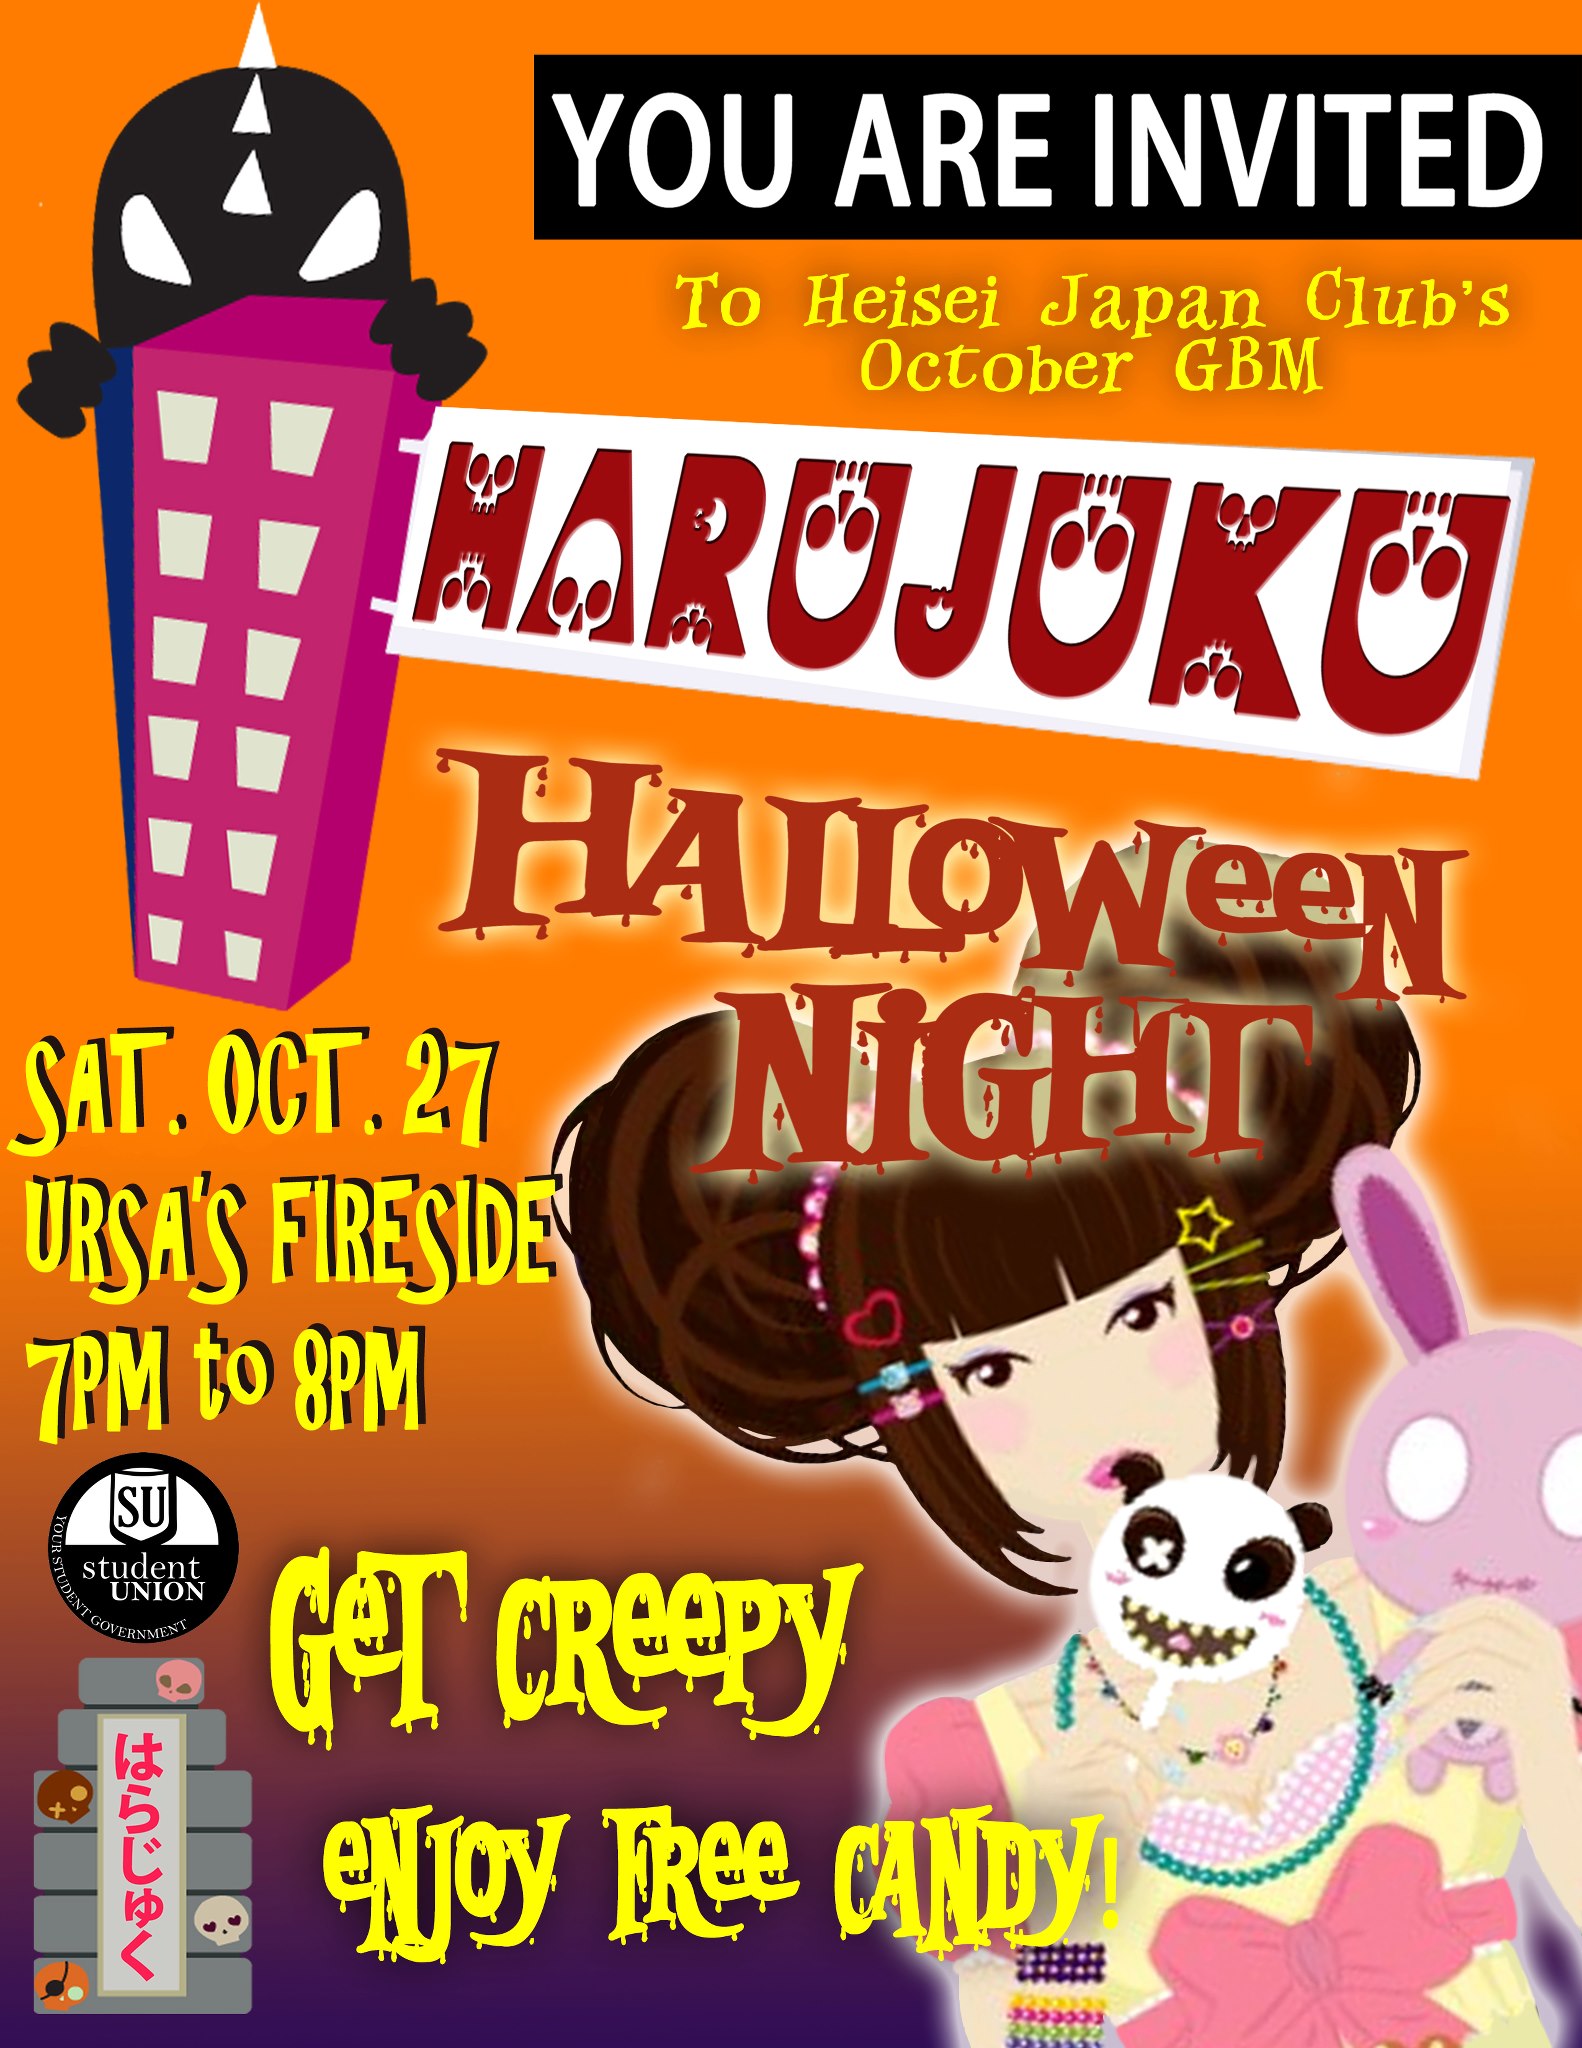 YOU ARE INVITED
To Heisei Japan Club's
October GBM
HARUJUKU
HALLOWEEN
NIGHT
SAT. OCT. 27
URSA'S FIRESIDE
7PM to 8PM
SU
student
UNION
YOUR STUDENT GOVERNMENT
GET CREEPY
はらじゅく
ENJOY FREE CANDY!